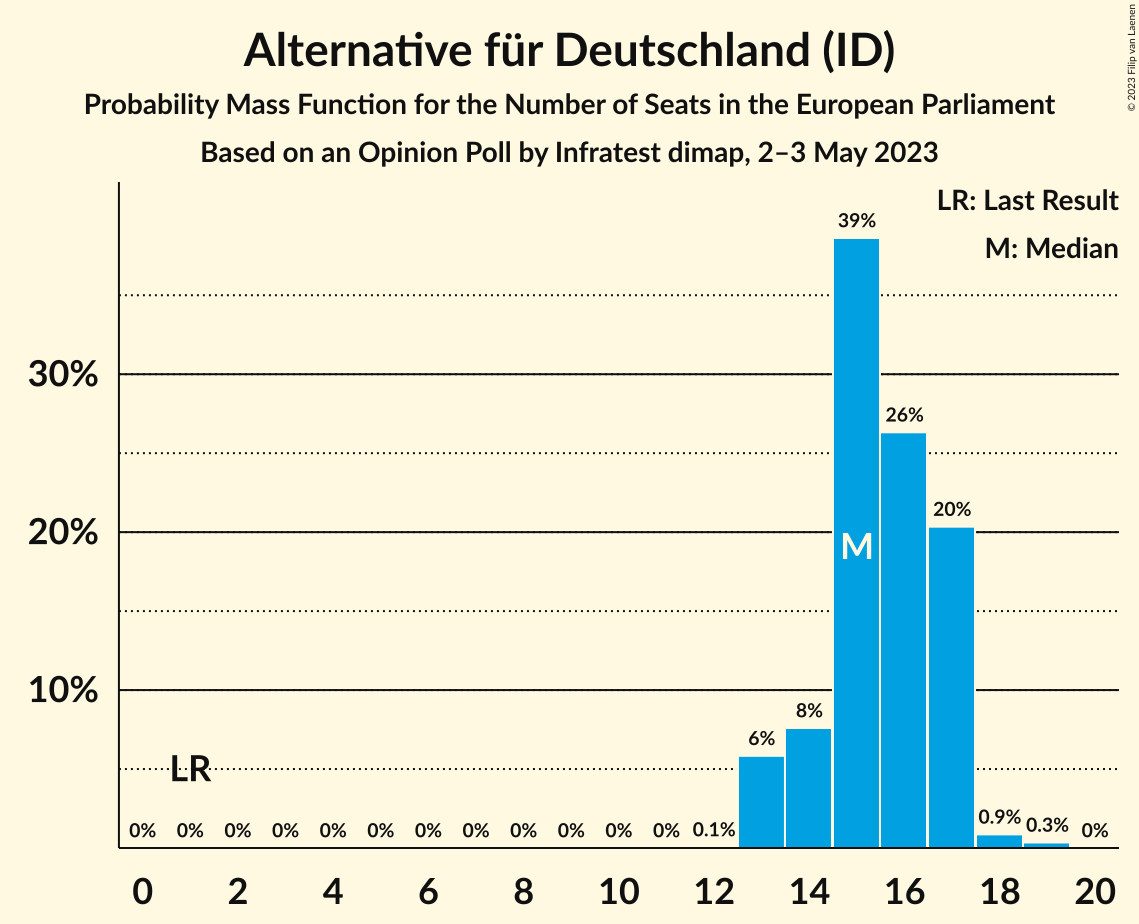 Alternative für Deutschland (ID)
Probability Mass Function for the Number of Seats in the European Parliament
Based on an Opinion Poll by Infratest dimap, 2–3 May 2023
© 2023 Filip van Laenen
LR: Last Result
M: Median
39%
30%
26%
20%
20%
M
10%
8%
6%
LR
0% 0% 0% 0% 0% 0% 0% 0% 0% 0% 0% 0% 0.1% 0.9% 0.3% 0%
0 2 4 6 8 10 12 14 16 18 20